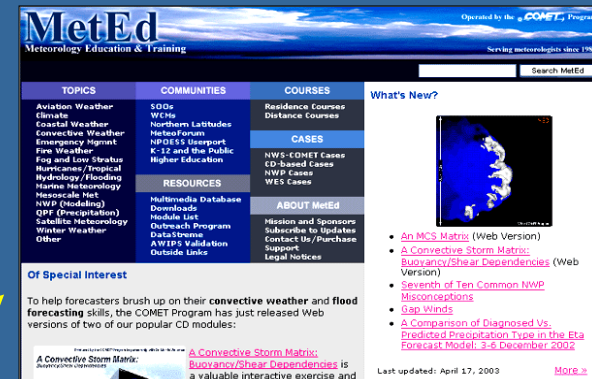 MetEd
Meteorology Education & Training
Operated by the COMET Progra
Serving meteorologists since 198
Search MetEd
TOPICS
Aviation Weather
Climate
Coastal Weather
Convective Weather
Emergency Mgmnt
Fire Weather
Fog and Low Stratus
Hurricanes/Tropical
Hydrology/Flooding
Marine Meteorology
Mesoscale Met
NWP (Modeling)
QPF (Precipitation)
Satellite Meteorology
Winter Weather
Other
COMMUNITIES
SOOs
WCMs
Northern Latitudes
MeteoForum
NPOESS Userport
K-12 and the Public
Higher Education
RESOURCES
Multimedia Database
Downloads
Module List
Outreach Program
DataStreme
AWIPS Validation
Outside Links
COURSES
Residence Courses
Distance Courses
CASES
NWS-COMET Cases
CD-based Cases
NWP Cases
WES Cases
ABOUT MetEd
Mission and Sponsors
Subscribe to Updates
Contact Us/Purchase
Support
Legal Notices
What's New?
An MCS Matrix (Web Version)
A Convective Storm Matrix:
Buoyancy/Shear Dependencies (Web
Version)
Seventh of Ten Common NWP
Misconceptions
Gap Winds
A Comparison of Diagnosed Vs.
Predicted Precipitation Type in the Eta
Forecast Model: 3-6 December 2002
Last updated: April 17, 2003 More »
Of Special Interest
To help forecasters brush up on their convective weather and flood
forecasting skills, the COMET Program has just released Web
versions of two of our popular CD modules:
A Convective Storm Matrix:
Buoyancy/Shear Dependencies
A Convective Storm Matrix:
Buoyancy/Shear Dependencies is
a valuable interactive exercise and